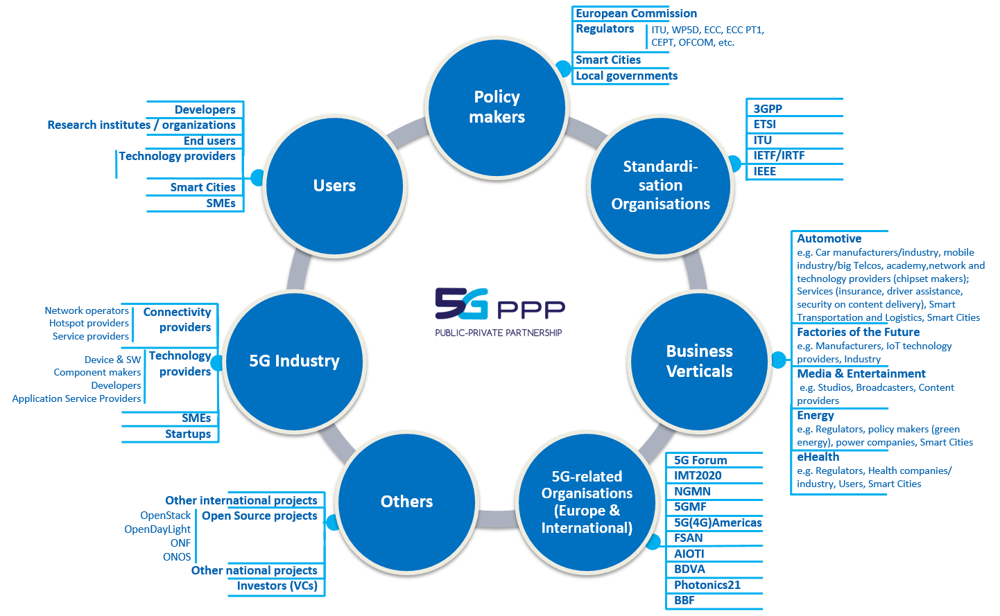 European Commission
Regulators
ITU, WP5D, ECC, ECC PT1,
CEPT, OFCOM, etc.
Smart Cities
Local governments
Policy
makers
3GPP
ETSI
ITU
IETF/IRTF
IEEE
Standardi-
sation
Organisations
Developers
Research institutes / organizations
End users
Technology providers
Smart Cities
SMEs
Users
Automotive
e.g. Car manufacturers/industry, mobile
industry/big Telcos, academy,network and
technology providers (chipset makers);
Services (insurance, driver assistance,
security on content delivery), Smart
Transportation and Logistics, Smart Cities
Factories of the Future
e.g. Manufacturers, IoT technology
providers, Industry
Media & Entertainment
e.g. Studios, Broadcasters, Content
providers
Energy
e.g. Regulators, policy makers (green
energy), power companies, Smart Cities
eHealth
e.g. Regulators, Health companies/
industry, Users, Smart Cities
Business
Verticals
5G PPP
PUBLIC-PRIVATE PARTNERSHIP
Network operators
Hotspot providers
Service providers
Connectivity
providers
Device & SW
Component makers
Developers
Application Service Providers
Technology
providers
SMEs
Startups
5G Industry
5G-related
Organisations
(Europe &
International)
5G Forum
IMT2020
NGMN
5GMF
5G(4G)Americas
FSAN
AIOTI
BDVA
Photonics21
BBF
Others
Other international projects
Open Source projects
OpenStack
OpenDayLight
ONF
ONOS
Other national projects
Investors (VCs)